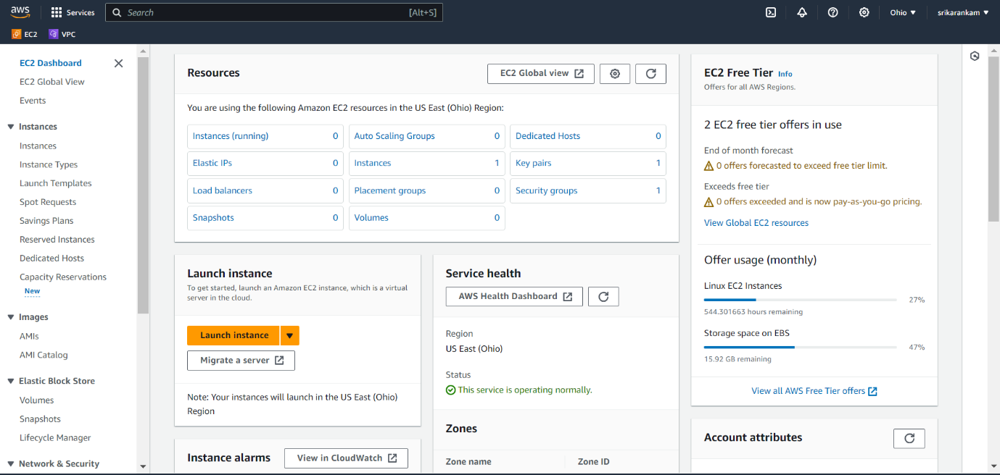 aws
Services
Search
[Alt+S]
Ohio
srikarankam
EC2
VPC
EC2 Dashboard
EC2 Global View
Events
Instances
Instances
Instance Types
Launch Templates
Spot Requests
Savings Plans
Reserved Instances
Dedicated Hosts
Capacity Reservations
New
Images
AMIs
AMI Catalog
Elastic Block Store
Volumes
Snapshots
Lifecycle Manager
Network & Security
Resources
EC2 Global view
You are using the following Amazon EC2 resources in the US East (Ohio) Region:
Instances (running) 0
Auto Scaling Groups 0
Dedicated Hosts 0
Elastic IPs 0
Instances 1
Key pairs 1
Load balancers 0
Placement groups 0
Security groups 1
Snapshots 0
Volumes 0
Launch instance
To get started, launch an Amazon EC2 instance, which is a virtual
server in the cloud.
Launch instance
Migrate a server
Note: Your instances will launch in the US East (Ohio)
Region
Instance alarms
View in CloudWatch
Service health
AWS Health Dashboard
Region
US East (Ohio)
Status
This service is operating normally.
Zones
Zone name
Zone ID
EC2 Free Tier Info
Offers for all AWS Regions.
2 EC2 free tier offers in use
End of month forecast
0 offers forecasted to exceed free tier limit.
Exceeds free tier
0 offers exceeded and is now pay-as-you-go pricing.
View Global EC2 resources
Offer usage (monthly)
Linux EC2 Instances
27%
544.301663 hours remaining
Storage space on EBS
47%
15.92 GB remaining
View all AWS Free Tier offers
Account attributes